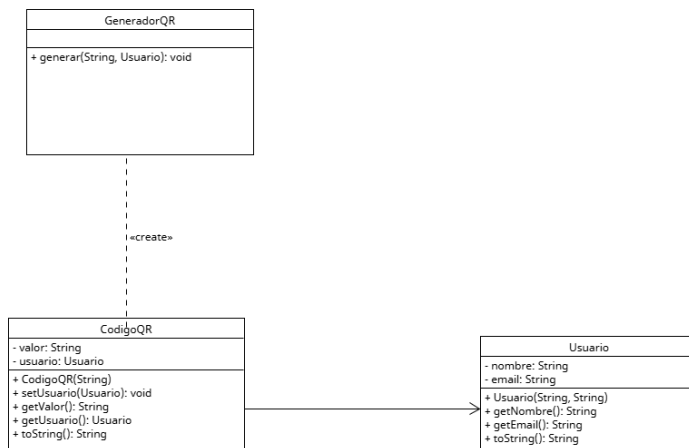 GeneradorQR
+ generar(String, Usuario): void
«create»
CodigoQR
- valor: String
- usuario: Usuario
+ CodigoQR(String)
+ setUsuario(Usuario): void
+ getValor(): String
+ getUsuario(): Usuario
+ toString(): String
Usuario
- nombre: String
- email: String
+ Usuario(String, String)
+ getNombre(): String
+ getEmail(): String
+ toString(): String